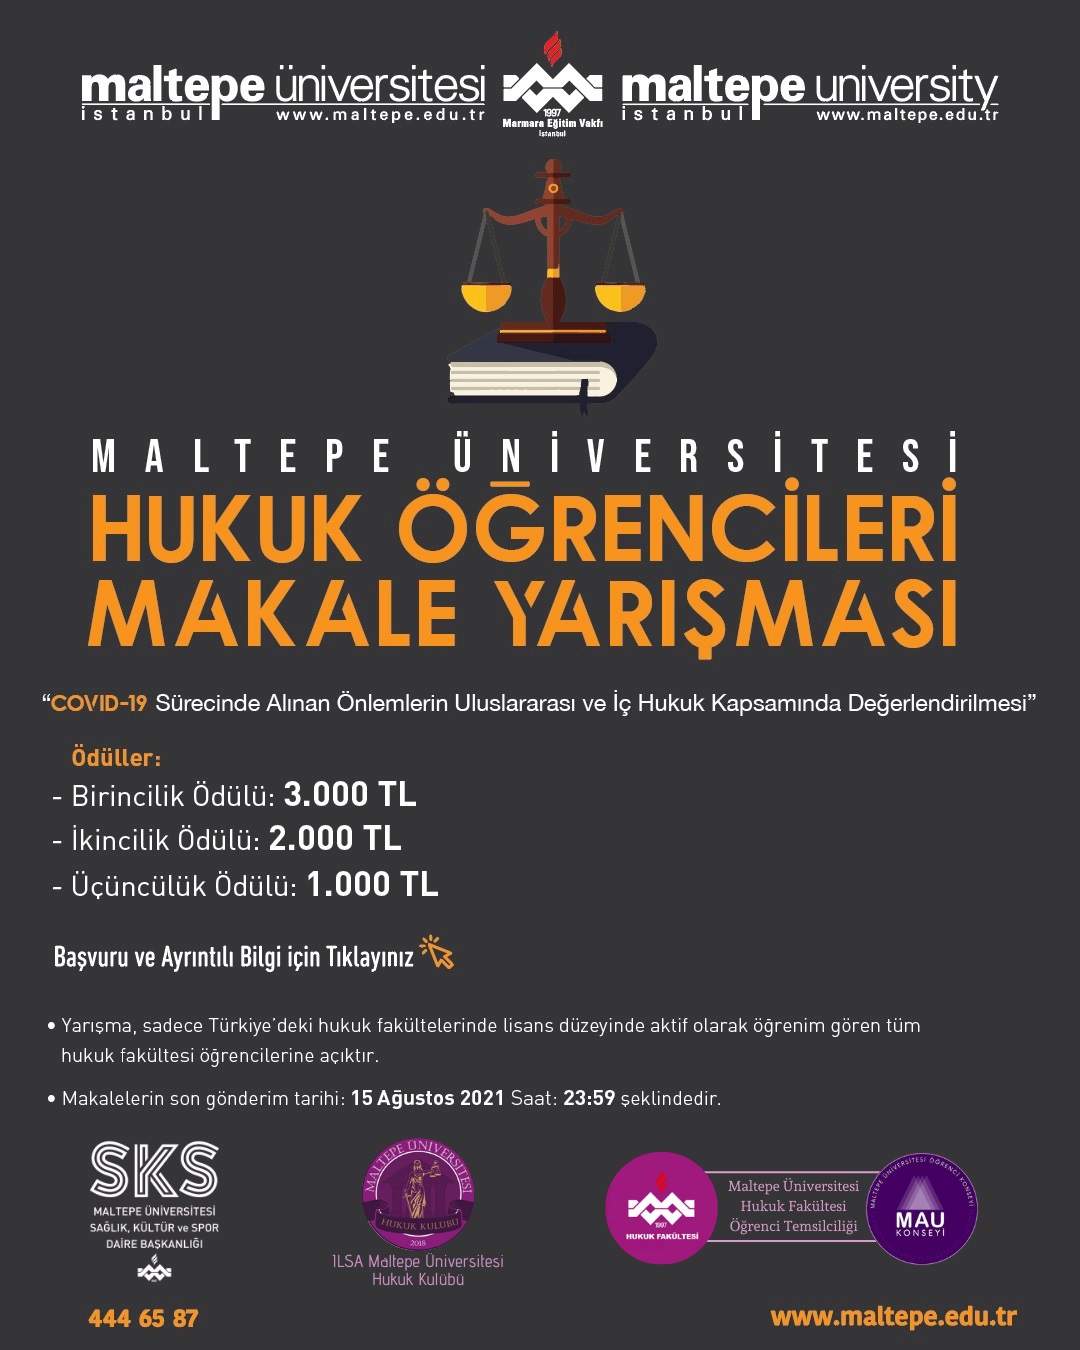 maltepe üniversitesi
istanbul www.maltepe.edu.tr
1997
Marmara Eğitim Vakfı
İstanbul
maltepe university
istanbul www.maltepe.edu.tr
MALTEPE ÜNİVERSİTESİ
HUKUK ÖĞRENCİLERİ
MAKALE YARIŞMASI
“COVID-19 Sürecinde Alınan Önlemlerin Uluslararası ve İç Hukuk Kapsamında Değerlendirilmesi”
Ödüller:
- Birincilik Ödülü: 3.000 TL
- İkincilik Ödülü: 2.000 TL
- Üçüncülük Ödülü: 1.000 TL
Başvuru ve Ayrıntılı Bilgi için Tıklayınız
• Yarışma, sadece Türkiye’deki hukuk fakültelerinde lisans düzeyinde aktif olarak öğrenim gören tüm
hukuk fakültesi öğrencilerine açıktır.
• Makalelerin son gönderim tarihi: 15 Ağustos 2021 Saat: 23:59 şeklindedir.
SKS
MALTEPE ÜNİVERSİTESİ
SAĞLIK, KÜLTÜR ve SPOR
DAİRE BAŞKANLIĞI
MALTEPE ÜNİVERSİTESİ
HUKUK KULÜBÜ
2018
ILSA Maltepe Üniversitesi
Hukuk Kulübü
1997
HUKUK FAKÜLTESİ
Maltepe Üniversitesi
Hukuk Fakültesi
Öğrenci Temsilciliği
MALTEPE ÜNİVERSİTESİ ÖĞRENCİ KONSEYİ
MAU
KONSEYİ
444 65 87
www.maltepe.edu.tr